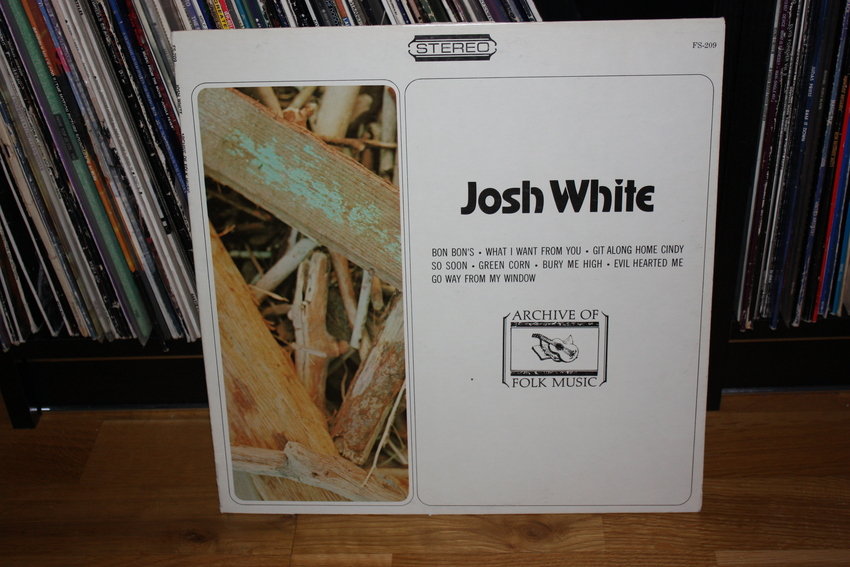 STEREO
FS-209
Josh White
BON BON'S • WHAT I WANT FROM YOU • GIT ALONG HOME CINDY
SO SOON • GREEN CORN • BURY ME HIGH • EVIL HEARTED ME
GO WAY FROM MY WINDOW
ARCHIVE OF
FOLK MUSIC